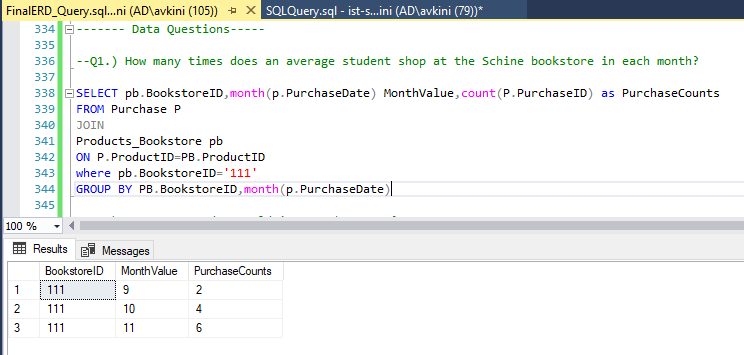 FinalERD_Query.sql...ni (AD\avkini (105)) SQLQuery.sql - ist-s...ini (AD\avkini (79))*
334 ------- Data Questions-----
335
336 --Q1.) How many times does an average student shop at the Schine bookstore in each month?
337
338 SELECT pb.BookstoreID,month(p.PurchaseDate) MonthValue,count(P.PurchaseID) as PurchaseCounts
339 FROM Purchase P
340 JOIN
341 Products_Bookstore pb
342 ON P.ProductID=PB.ProductID
343 where pb.BookstoreID='111'
344 GROUP BY PB.BookstoreID,month(p.PurchaseDate)
345
100 %
Results Messages
BookstoreID MonthValue PurchaseCounts
1 111 9 2
2 111 10 4
3 111 11 6